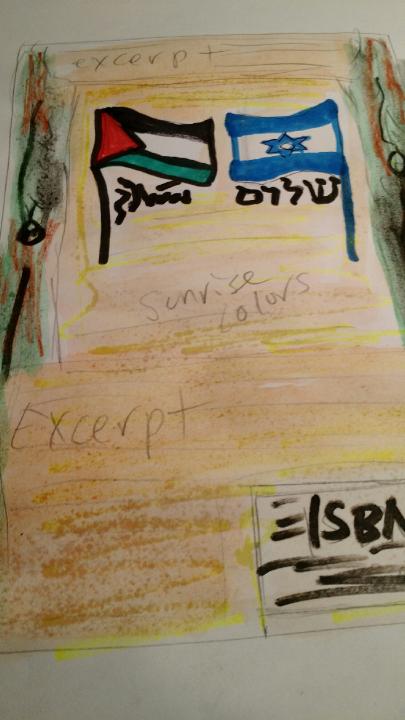 excerpt
שלום
Sunrise
colors
Excerpt
ISBN